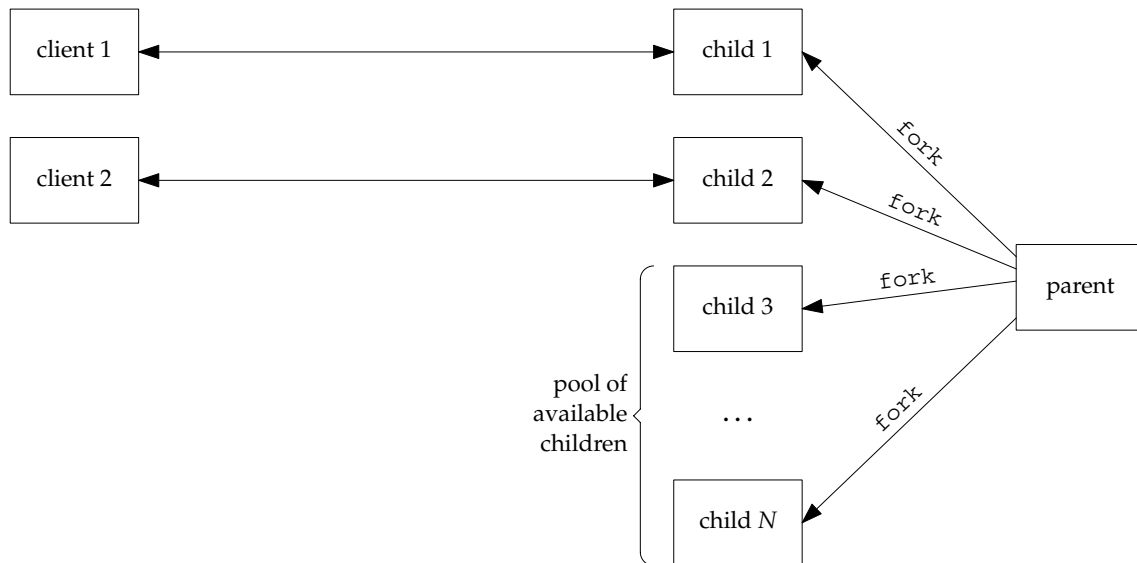 client 1
child 1
fork
client 2
child 2
fork
parent
child 3
fork
pool of
available
children
...
fork
child N